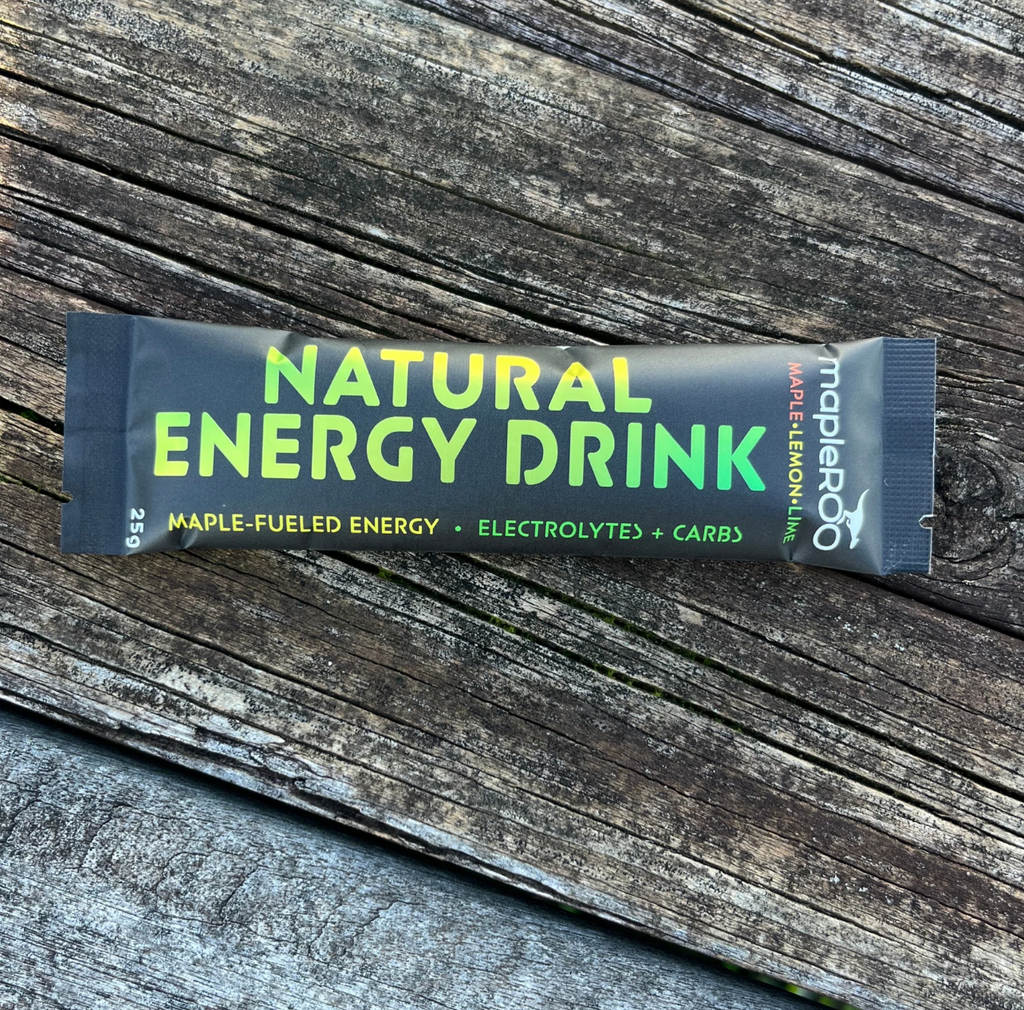 NATURAL
ENERGY DRINK
MAPLE-FUELED ENERGY • ELECTROLYTES + CARBS
25g
MAPLE•LEMON•LIME
mapleRoo